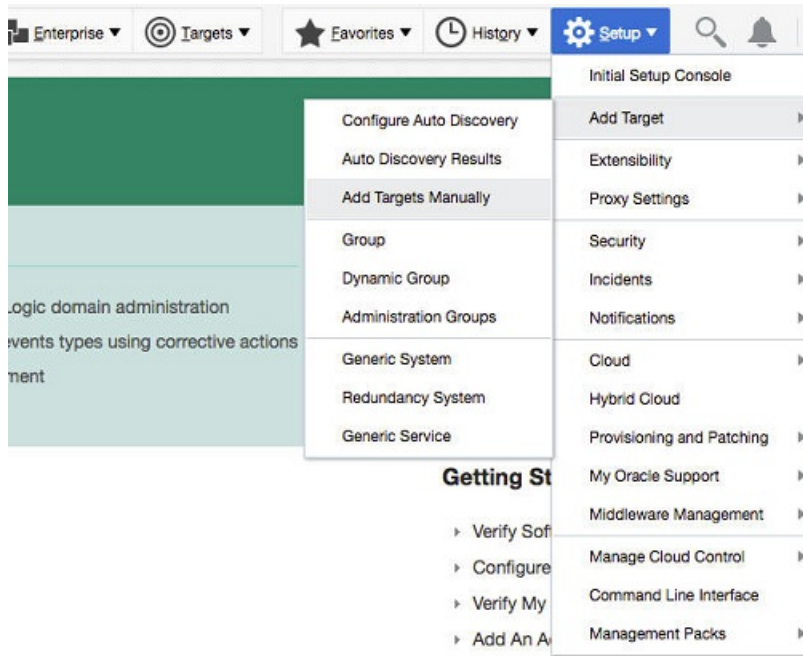 Enterprise Targets Favorites History Setup
Initial Setup Console
Add Target
Extensibility
Proxy Settings
Security
Incidents
Notifications
Cloud
Hybrid Cloud
Provisioning and Patching
My Oracle Support
Middleware Management
Manage Cloud Control
Command Line Interface
Management Packs
Configure Auto Discovery
Auto Discovery Results
Add Targets Manually
Group
Dynamic Group
Administration Groups
Generic System
Redundancy System
Generic Service
Logic domain administration
events types using corrective actions
ment
Getting St
Verify Sof
Configure
Verify My
Add An A